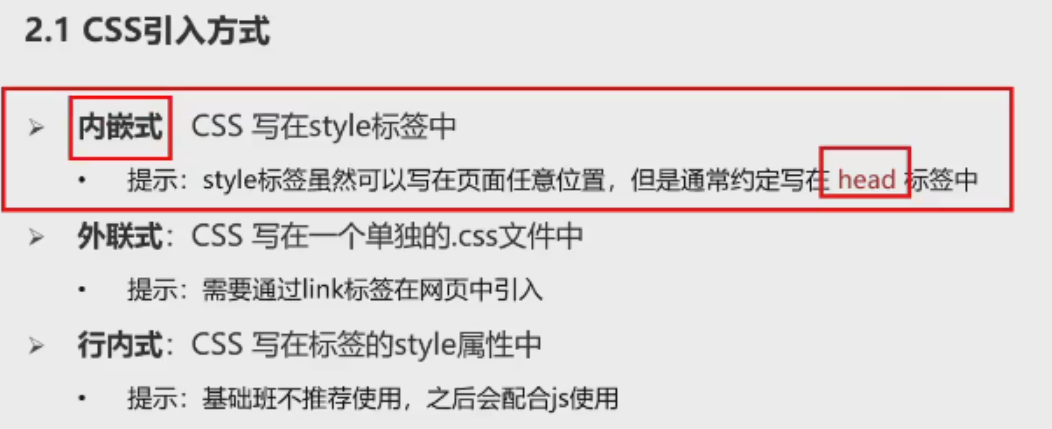 2.1 CSS引入方式
➢ 内嵌式 CSS 写在style标签中
• 提示：style标签虽然可以写在页面任意位置，但是通常约定写在 head 标签中
➢ 外联式：CSS 写在一个单独的.css文件中
• 提示：需要通过link标签在网页中引入
➢ 行内式：CSS 写在标签的style属性中
• 提示：基础班不推荐使用，之后会配合js使用